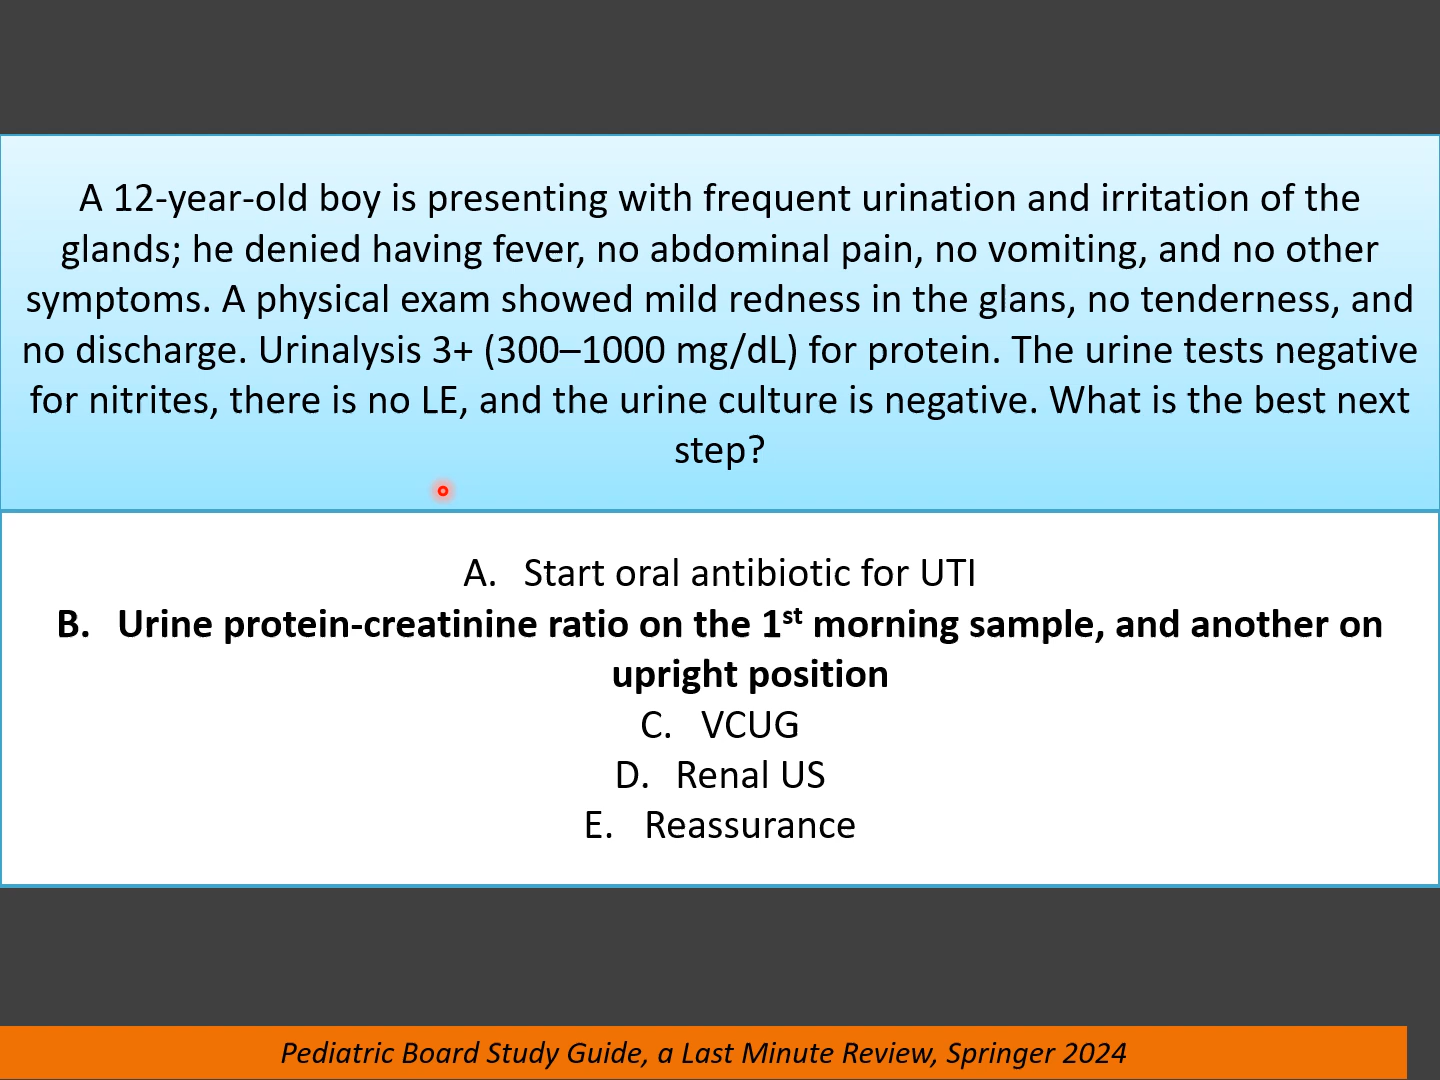 A 12-year-old boy is presenting with frequent urination and irritation of the
glands; he denied having fever, no abdominal pain, no vomiting, and no other
symptoms. A physical exam showed mild redness in the glans, no tenderness, and
no discharge. Urinalysis 3+ (300–1000 mg/dL) for protein. The urine tests negative
for nitrites, there is no LE, and the urine culture is negative. What is the best next
step?
A. Start oral antibiotic for UTI
B. Urine protein-creatinine ratio on the 1st morning sample, and another on
upright position
C. VCUG
D. Renal US
E. Reassurance
Pediatric Board Study Guide, a Last Minute Review, Springer 2024